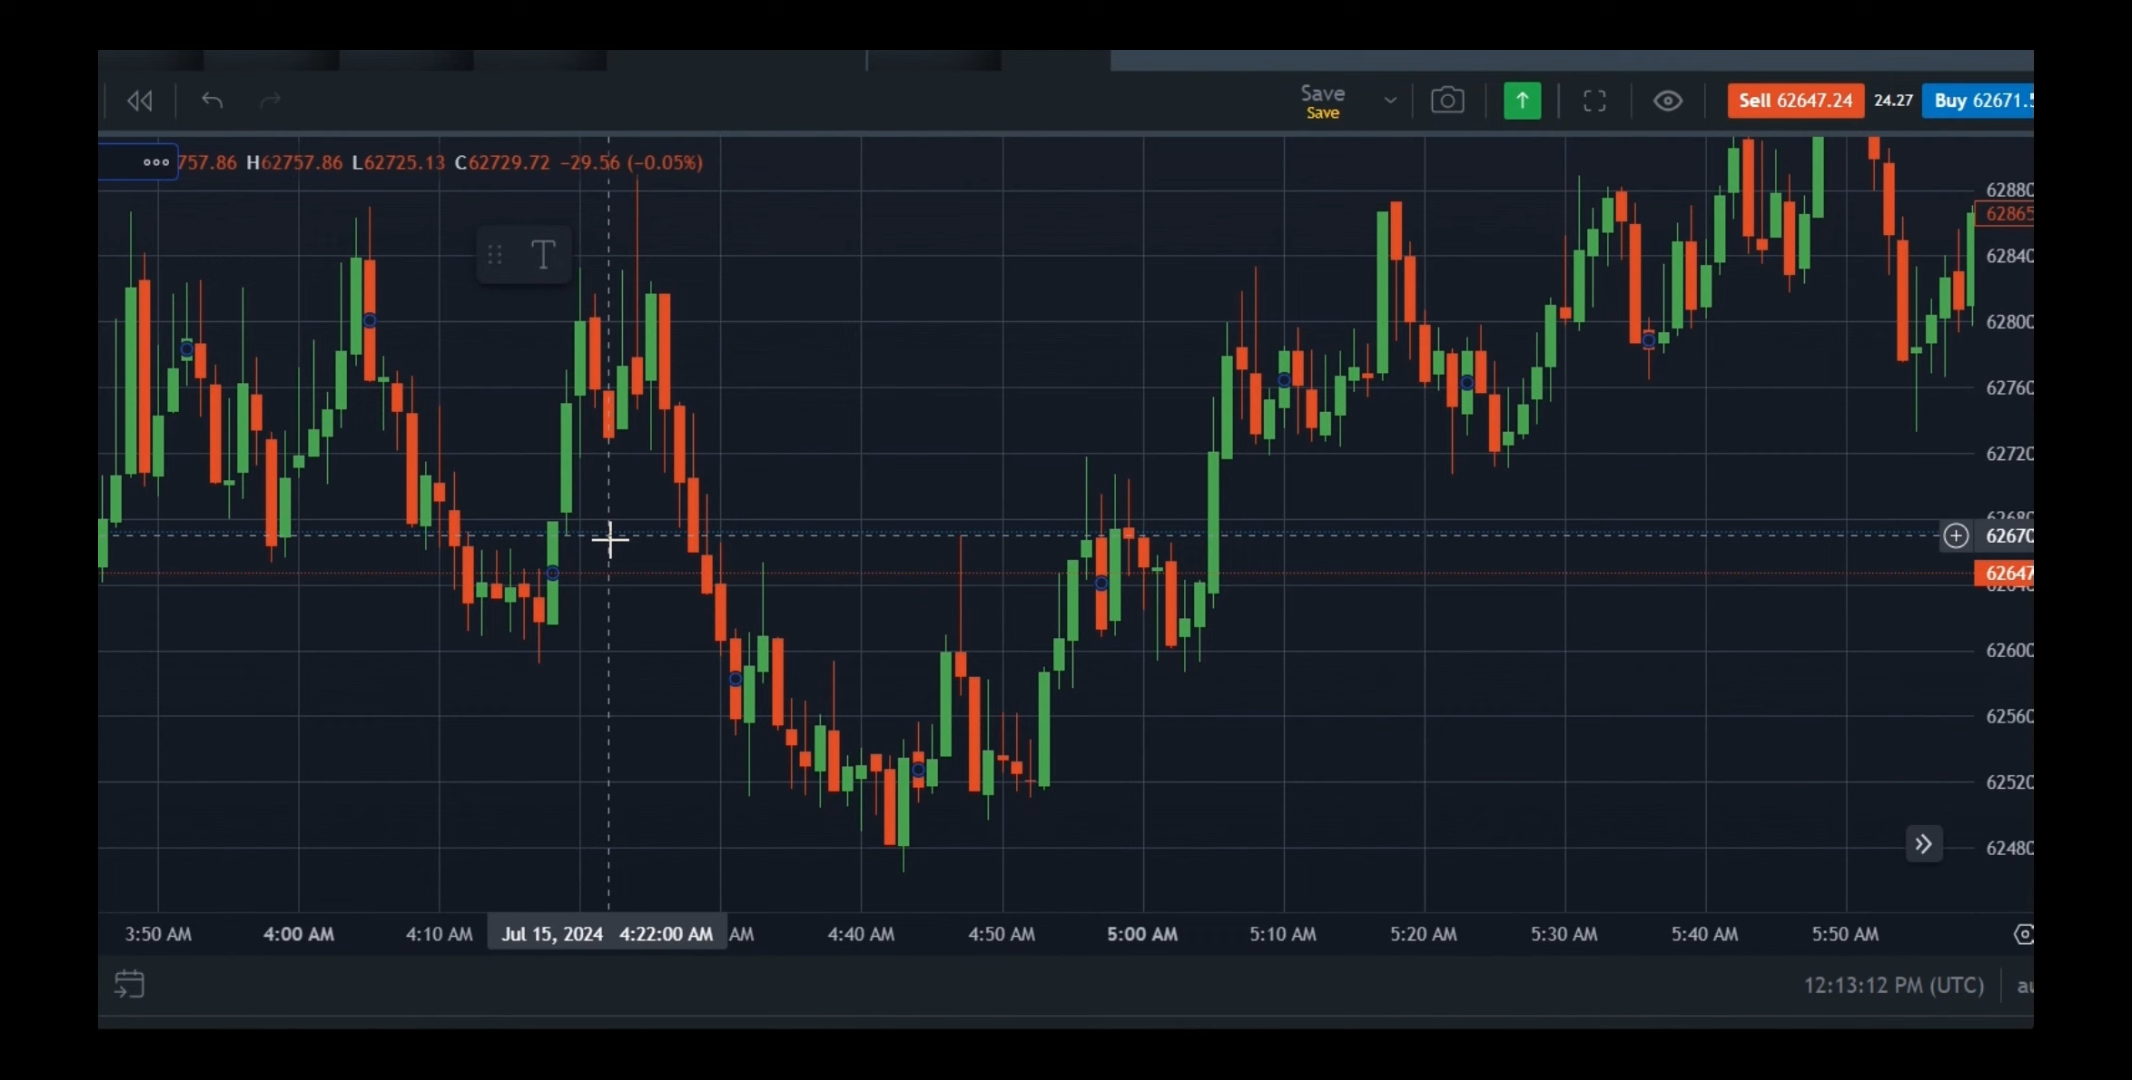 Save
Save
Sell 62647.24
24.27
Buy 62671.5
757.86 H62757.86 L62725.13 C62729.72 −29.56 (−0.05%)
T
62880
62865
62840
62800
62760
62720
62680
62670
62647
62640
62600
62560
62520
62480
3:50 AM
4:00 AM
4:10 AM
Jul 15, 2024 4:22:00 AM
AM
4:40 AM
4:50 AM
5:00 AM
5:10 AM
5:20 AM
5:30 AM
5:40 AM
5:50 AM
12:13:12 PM (UTC)
au